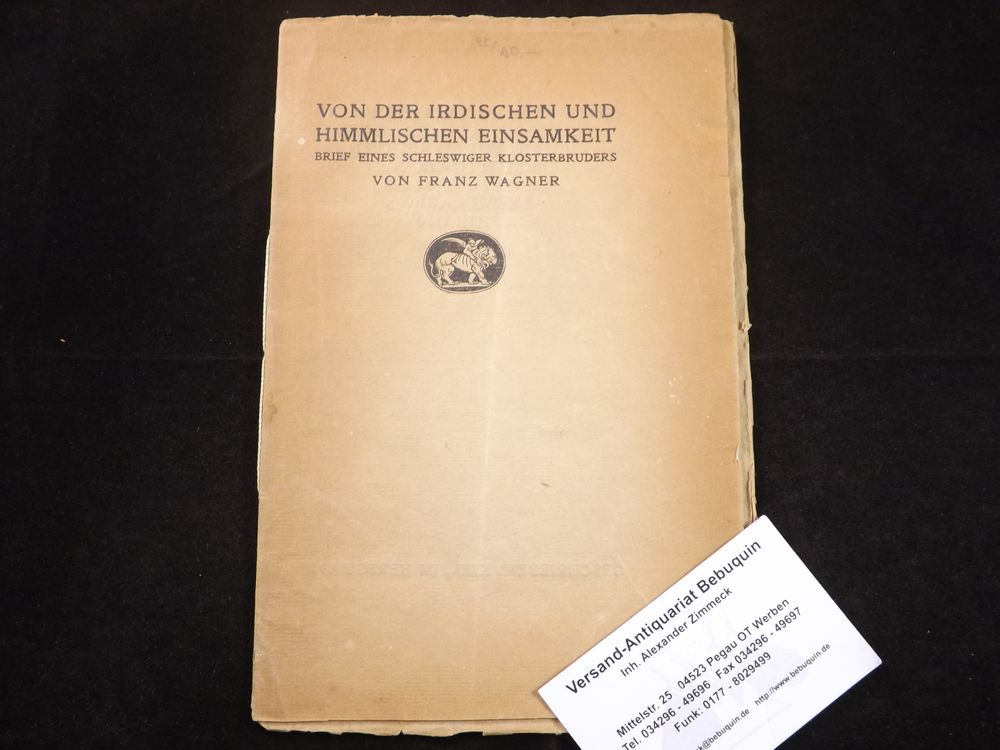 VON DER IRDISCHEN UND
HIMMLISCHEN EINSAMKEIT
BRIEF EINES SCHLESWIGER KLOSTERBRUDERS
VON FRANZ WAGNER
Versand-Antiquariat Bebuquin
Inh. Alexander Zimmeck
Mittelstr. 25 04523 Pegau OT Werben
Tel. 034296 - 49696 Fax 034296 - 49697
Funk: 0177 - 8029499
@bebuquin.de http://www.bebuquin.de